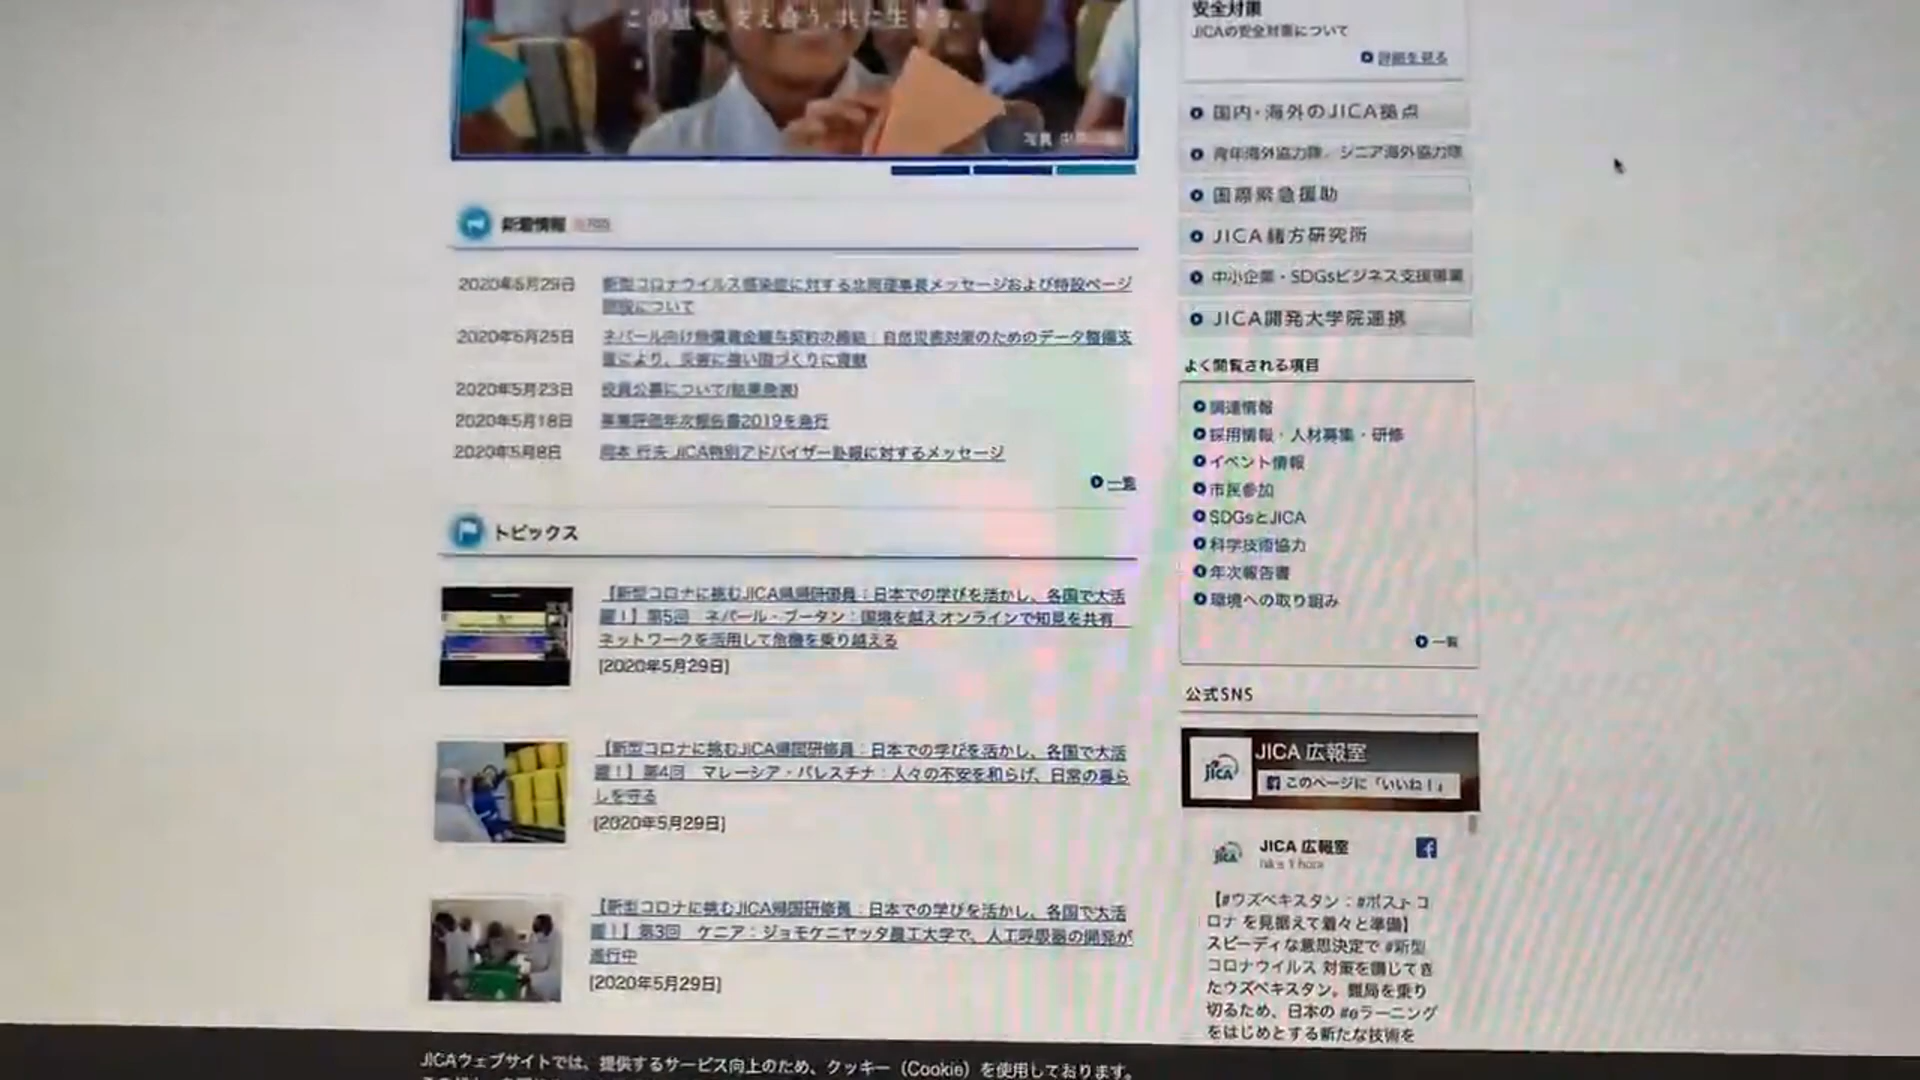 この星で、支え合う、共に生きる。
新着情報
2020年5月29日 新型コロナウイルス感染症に対する北岡理事長メッセージおよび特設ページ
開設について
2020年5月25日 ネパール向け無償資金贈与契約の締結：自然災害対策のためのデータ整備支
援により、災害に強い国づくりに貢献
2020年5月23日 役員公募について(結果発表)
2020年5月18日 事業評価年次報告書2019を発行
2020年5月8日 岡本 行夫 JICA特別アドバイザー訃報に対するメッセージ
一覧
トピックス
【新型コロナに挑むJICA帰国研修員：日本での学びを活かし、各国で大活
躍！】第5回 ネパール・ブータン：国境を越えオンラインで知見を共有
ネットワークを活用して危機を乗り越える
[2020年5月29日]
【新型コロナに挑むJICA帰国研修員：日本での学びを活かし、各国で大活
躍！】第4回 マレーシア・パレスチナ：人々の不安を和らげ、日常の暮ら
しを守る
[2020年5月29日]
【新型コロナに挑むJICA帰国研修員：日本での学びを活かし、各国で大活
躍！】第3回 ケニア：ジョモケニヤッタ農工大学で、人工呼吸器の開発が
進行中
[2020年5月29日]
安全対策
JICAの安全対策について
詳細を見る
国内・海外のJICA拠点
青年海外協力隊／シニア海外協力隊
国際緊急援助
JICA緒方研究所
中小企業・SDGsビジネス支援事業
JICA開発大学院連携
よく閲覧される項目
調達情報
採用情報・人材募集・研修
イベント情報
市民参加
SDGsとJICA
科学技術協力
年次報告書
環境への取り組み
一覧
公式SNS
JICA 広報室
このページに「いいね！」
JICA 広報室
【#ウズベキスタン：#ポストコ
ロナ を見据えて着々と準備】
スピーディな意思決定で #新型
コロナウイルス 対策を講じてき
たウズベキスタン。難局を乗り
切るため、日本の #eラーニング
をはじめとする新たな技術を
JICAウェブサイトでは、提供するサービス向上のため、クッキー（Cookie）を使用しております。